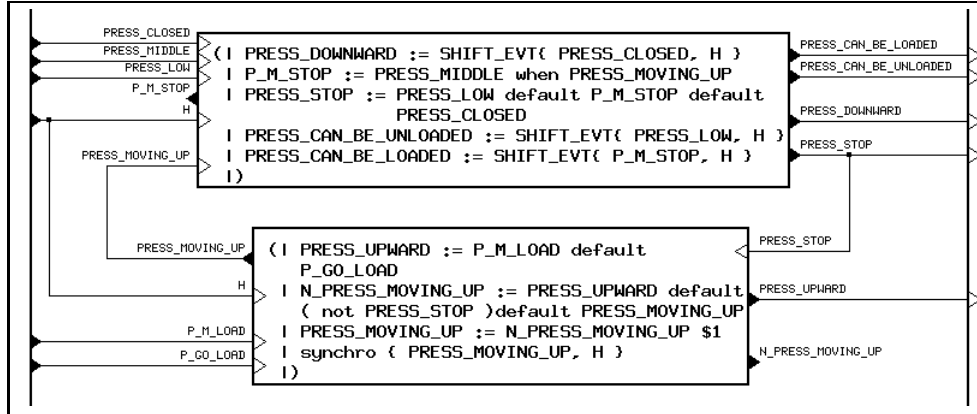 PRESS_CLOSED
PRESS_MIDDLE
PRESS_LOW
P_M_STOP
H
PRESS_MOVING_UP
(| PRESS_DOWNWARD := SHIFT_EVT{ PRESS_CLOSED, H }
| P_M_STOP := PRESS_MIDDLE when PRESS_MOVING_UP
| PRESS_STOP := PRESS_LOW default P_M_STOP default
PRESS_CLOSED
| PRESS_CAN_BE_UNLOADED := SHIFT_EVT{ PRESS_LOW, H }
| PRESS_CAN_BE_LOADED := SHIFT_EVT{ P_M_STOP, H }
|)
PRESS_CAN_BE_LOADED
PRESS_CAN_BE_UNLOADED
PRESS_DOWNWARD
PRESS_STOP
PRESS_MOVING_UP
H
P_M_LOAD
P_GO_LOAD
(| PRESS_UPWARD := P_M_LOAD default
P_GO_LOAD
| N_PRESS_MOVING_UP := PRESS_UPWARD default
( not PRESS_STOP )default PRESS_MOVING_UP
| PRESS_MOVING_UP := N_PRESS_MOVING_UP $1
| synchro { PRESS_MOVING_UP, H }
|)
PRESS_STOP
PRESS_UPWARD
N_PRESS_MOVING_UP